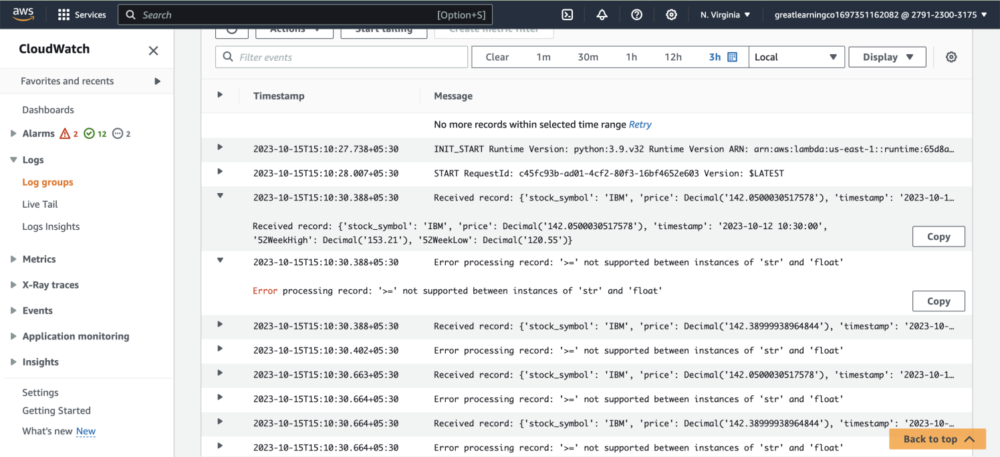 aws
Services
Search
[Option+S]
N. Virginia
greatlearningco1697351162082 @ 2791-2300-3175
CloudWatch
Favorites and recents
Dashboards
Alarms 2 12 2
Logs
Log groups
Live Tail
Logs Insights
Metrics
X-Ray traces
Events
Application monitoring
Insights
Settings
Getting Started
What's new New
Actions
Start tailing
Create metric filter
Filter events
Clear 1m 30m 1h 12h 3h
Local
Display
Timestamp Message
No more records within selected time range Retry
2023-10-15T15:10:27.738+05:30 INIT_START Runtime Version: python:3.9.v32 Runtime Version ARN: arn:aws:lambda:us-east-1::runtime:65d8a…
2023-10-15T15:10:28.007+05:30 START RequestId: c45fc93b-ad01-4cf2-80f3-16bf4652e603 Version: $LATEST
2023-10-15T15:10:30.388+05:30 Received record: {'stock_symbol': 'IBM', 'price': Decimal('142.0500030517578'), 'timestamp': '2023-10-1…
Received record: {'stock_symbol': 'IBM', 'price': Decimal('142.0500030517578'), 'timestamp': '2023-10-12 10:30:00',
'52WeekHigh': Decimal('153.21'), '52WeekLow': Decimal('120.55')}
Copy
2023-10-15T15:10:30.388+05:30 Error processing record: '>=' not supported between instances of 'str' and 'float'
Error processing record: '>=' not supported between instances of 'str' and 'float'
Copy
2023-10-15T15:10:30.388+05:30 Received record: {'stock_symbol': 'IBM', 'price': Decimal('142.38999938964844'), 'timestamp': '2023-10-…
2023-10-15T15:10:30.402+05:30 Error processing record: '>=' not supported between instances of 'str' and 'float'
2023-10-15T15:10:30.663+05:30 Received record: {'stock_symbol': 'IBM', 'price': Decimal('142.0500030517578'), 'timestamp': '2023-10-1…
2023-10-15T15:10:30.664+05:30 Error processing record: '>=' not supported between instances of 'str' and 'float'
2023-10-15T15:10:30.664+05:30 Received record: {'stock_symbol': 'IBM', 'price': Decimal('142.38999938964844'), 'timestamp': '2023-10-…
2023-10-15T15:10:30.664+05:30 Error processing record: '>=' not supported between instances of 'str' and 'float'
Back to top